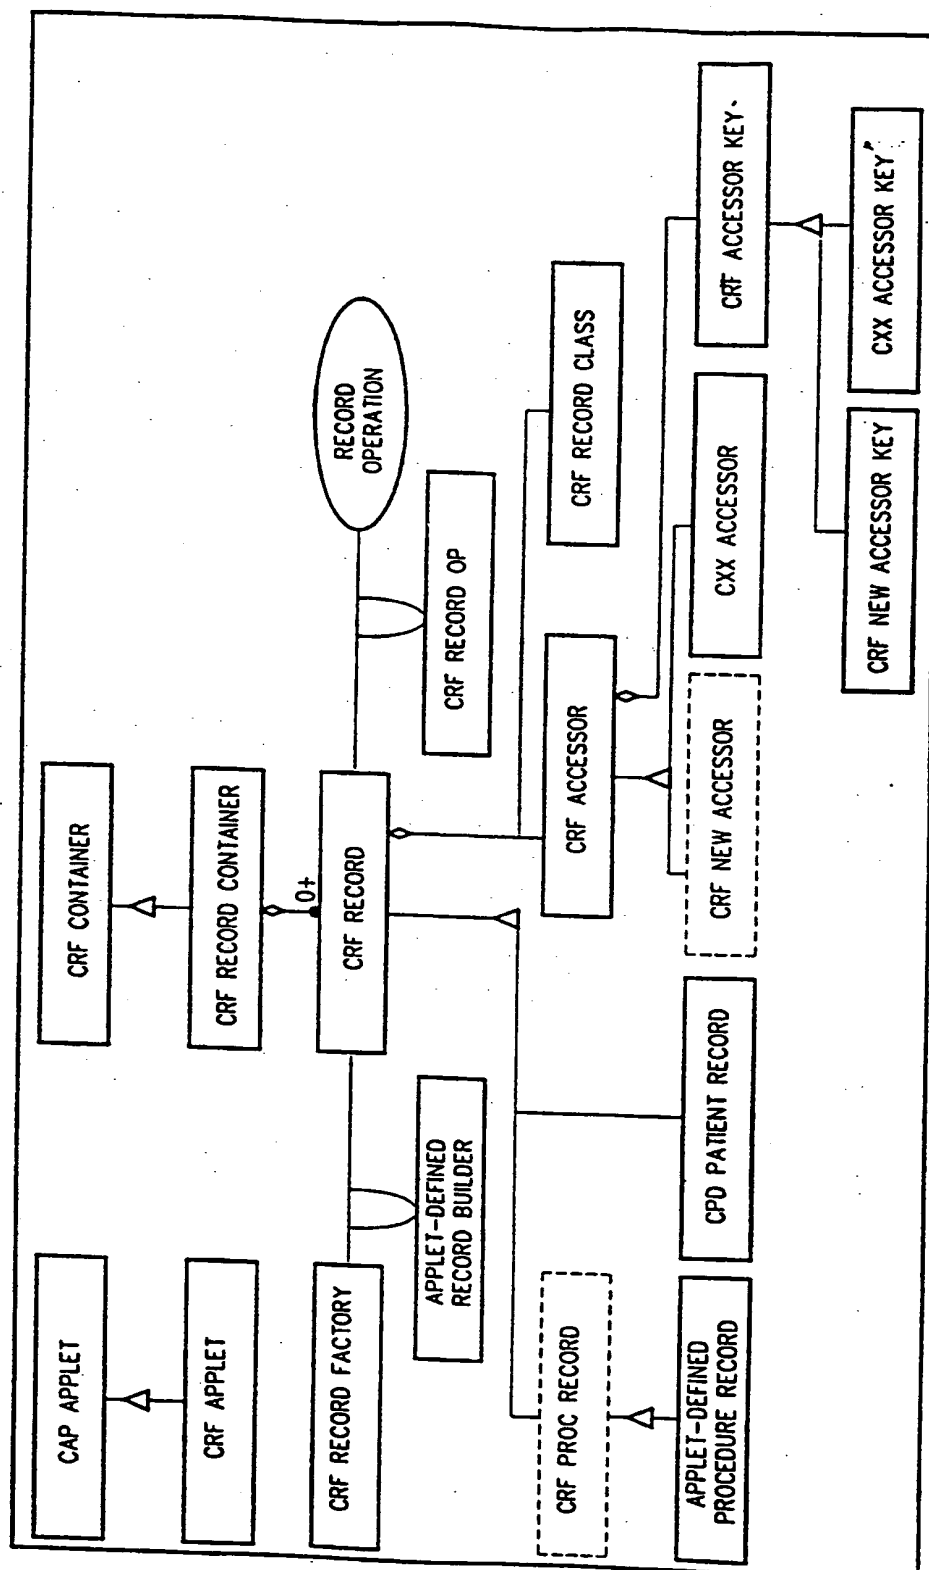 CAP APPLET
CRF APPLET
CRF CONTAINER
CRF RECORD CONTAINER
0+
CRF RECORD FACTORY
CRF RECORD
RECORD
OPERATION
APPLET-DEFINED
RECORD BUILDER
CRF RECORD OP
CRF PROC RECORD
CRF ACCESSOR
CRF RECORD CLASS
APPLET-DEFINED
PROCEDURE RECORD
CPD PATIENT RECORD
CRF NEW ACCESSOR
CXX ACCESSOR
CRF ACCESSOR KEY
CRF NEW ACCESSOR KEY
CXX ACCESSOR KEY